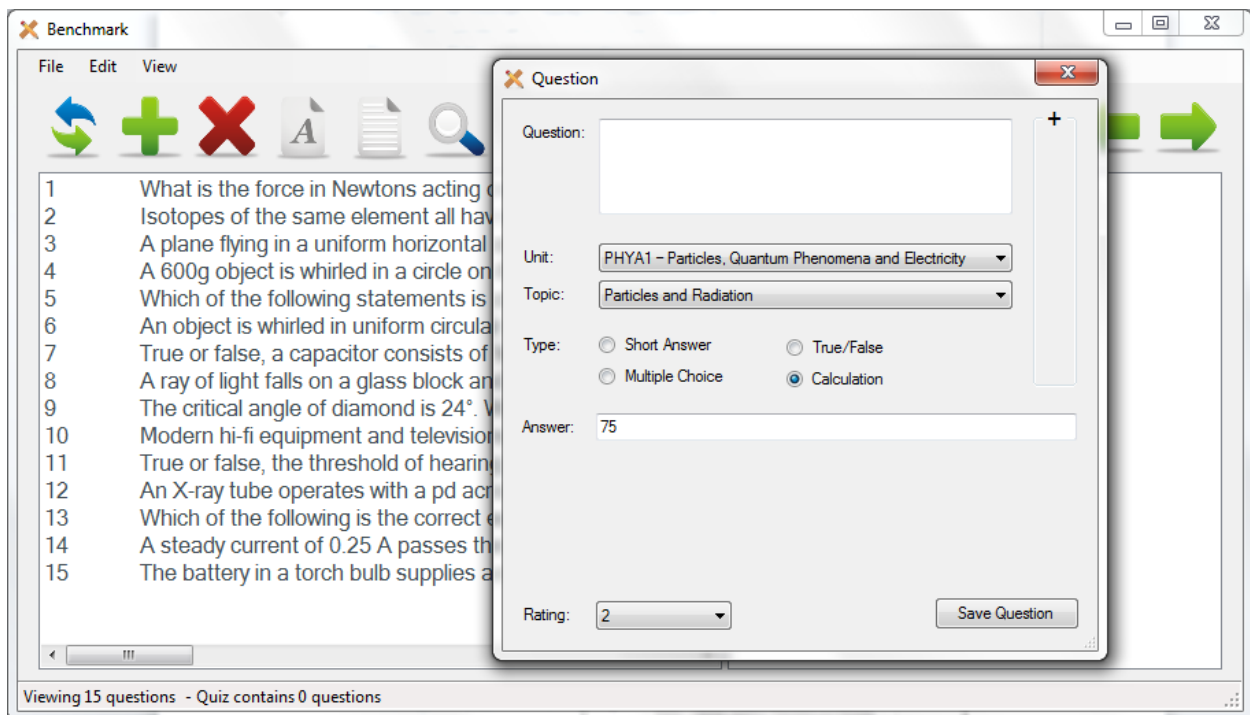 Benchmark
File Edit View
1 What is the force in Newtons acting
2 Isotopes of the same element all hav
3 A plane flying in a uniform horizontal
4 A 600g object is whirled in a circle on
5 Which of the following statements is
6 An object is whirled in uniform circula
7 True or false, a capacitor consists of
8 A ray of light falls on a glass block an
9 The critical angle of diamond is 24°.
10 Modern hi-fi equipment and television
11 True or false, the threshold of hearing
12 An X-ray tube operates with a pd acr
13 Which of the following is the correct
14 A steady current of 0.25 A passes th
15 The battery in a torch bulb supplies a
Viewing 15 questions - Quiz contains 0 questions
Question
Question:
+
Unit: PHYA1 – Particles, Quantum Phenomena and Electricity
Topic: Particles and Radiation
Type: Short Answer True/False
Multiple Choice Calculation
Answer: 75
Rating: 2 Save Question